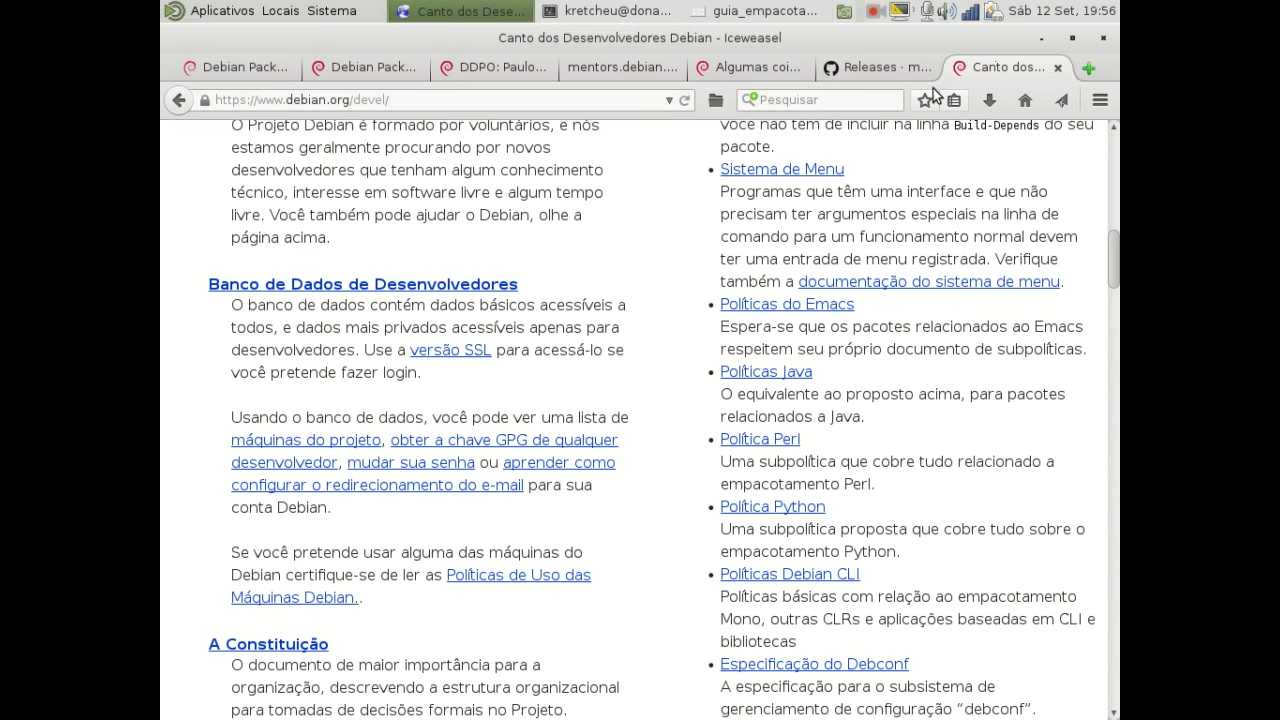 Aplicativos Locais Sistema
Canto dos Dese...
kretcheu@dona...
guia_empacota...
Sáb 12 Set, 19:56
Canto dos Desenvolvedores Debian - Iceweasel
Debian Pack...
Debian Pack...
DDPO: Paulo...
mentors.debian....
Algumas coi...
Releases · m...
Canto dos...
https://www.debian.org/devel/
Pesquisar
O Projeto Debian é formado por voluntários, e nós
estamos geralmente procurando por novos
desenvolvedores que tenham algum conhecimento
técnico, interesse em software livre e algum tempo
livre. Você também pode ajudar o Debian, olhe a
página acima.
Banco de Dados de Desenvolvedores
O banco de dados contém dados básicos acessíveis a
todos, e dados mais privados acessíveis apenas para
desenvolvedores. Use a versão SSL para acessá-lo se
você pretende fazer login.
Usando o banco de dados, você pode ver uma lista de
máquinas do projeto, obter a chave GPG de qualquer
desenvolvedor, mudar sua senha ou aprender como
configurar o redirecionamento do e-mail para sua
conta Debian.
Se você pretende usar alguma das máquinas do
Debian certifique-se de ler as Políticas de Uso das
Máquinas Debian..
A Constituição
O documento de maior importância para a
organização, descrevendo a estrutura organizacional
para tomadas de decisões formais no Projeto.
você não tem de incluir na linha Build-Depends do seu
pacote.
• Sistema de Menu
Programas que têm uma interface e que não
precisam ter argumentos especiais na linha de
comando para um funcionamento normal devem
ter uma entrada de menu registrada. Verifique
também a documentação do sistema de menu.
• Políticas do Emacs
Espera-se que os pacotes relacionados ao Emacs
respeitem seu próprio documento de subpolíticas.
• Políticas Java
O equivalente ao proposto acima, para pacotes
relacionados a Java.
• Política Perl
Uma subpolítica que cobre tudo relacionado a
empacotamento Perl.
• Política Python
Uma subpolítica proposta que cobre tudo sobre o
empacotamento Python.
• Políticas Debian CLI
Políticas básicas com relação ao empacotamento
Mono, outras CLRs e aplicações baseadas em CLI e
bibliotecas
• Especificação do Debconf
A especificação para o subsistema de
gerenciamento de configuração “debconf”.